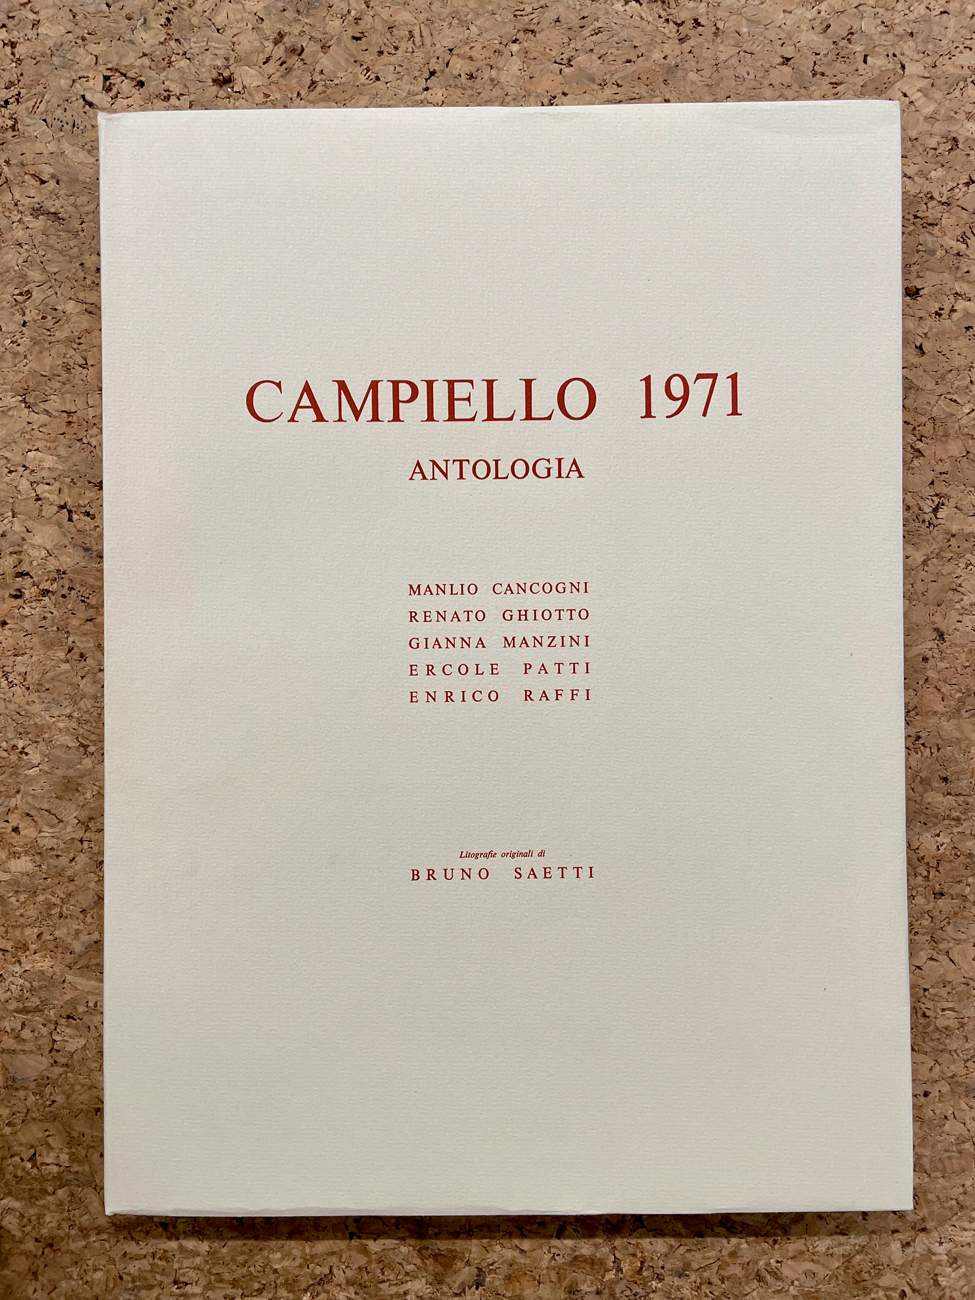 CAMPIELLO 1971
ANTOLOGIA
MANLIO CANCOGNI
RENATO GHIOTTO
GIANNA MANZINI
ERCOLE PATTI
ENRICO RAFFI
Litografie originali di
BRUNO SAETTI